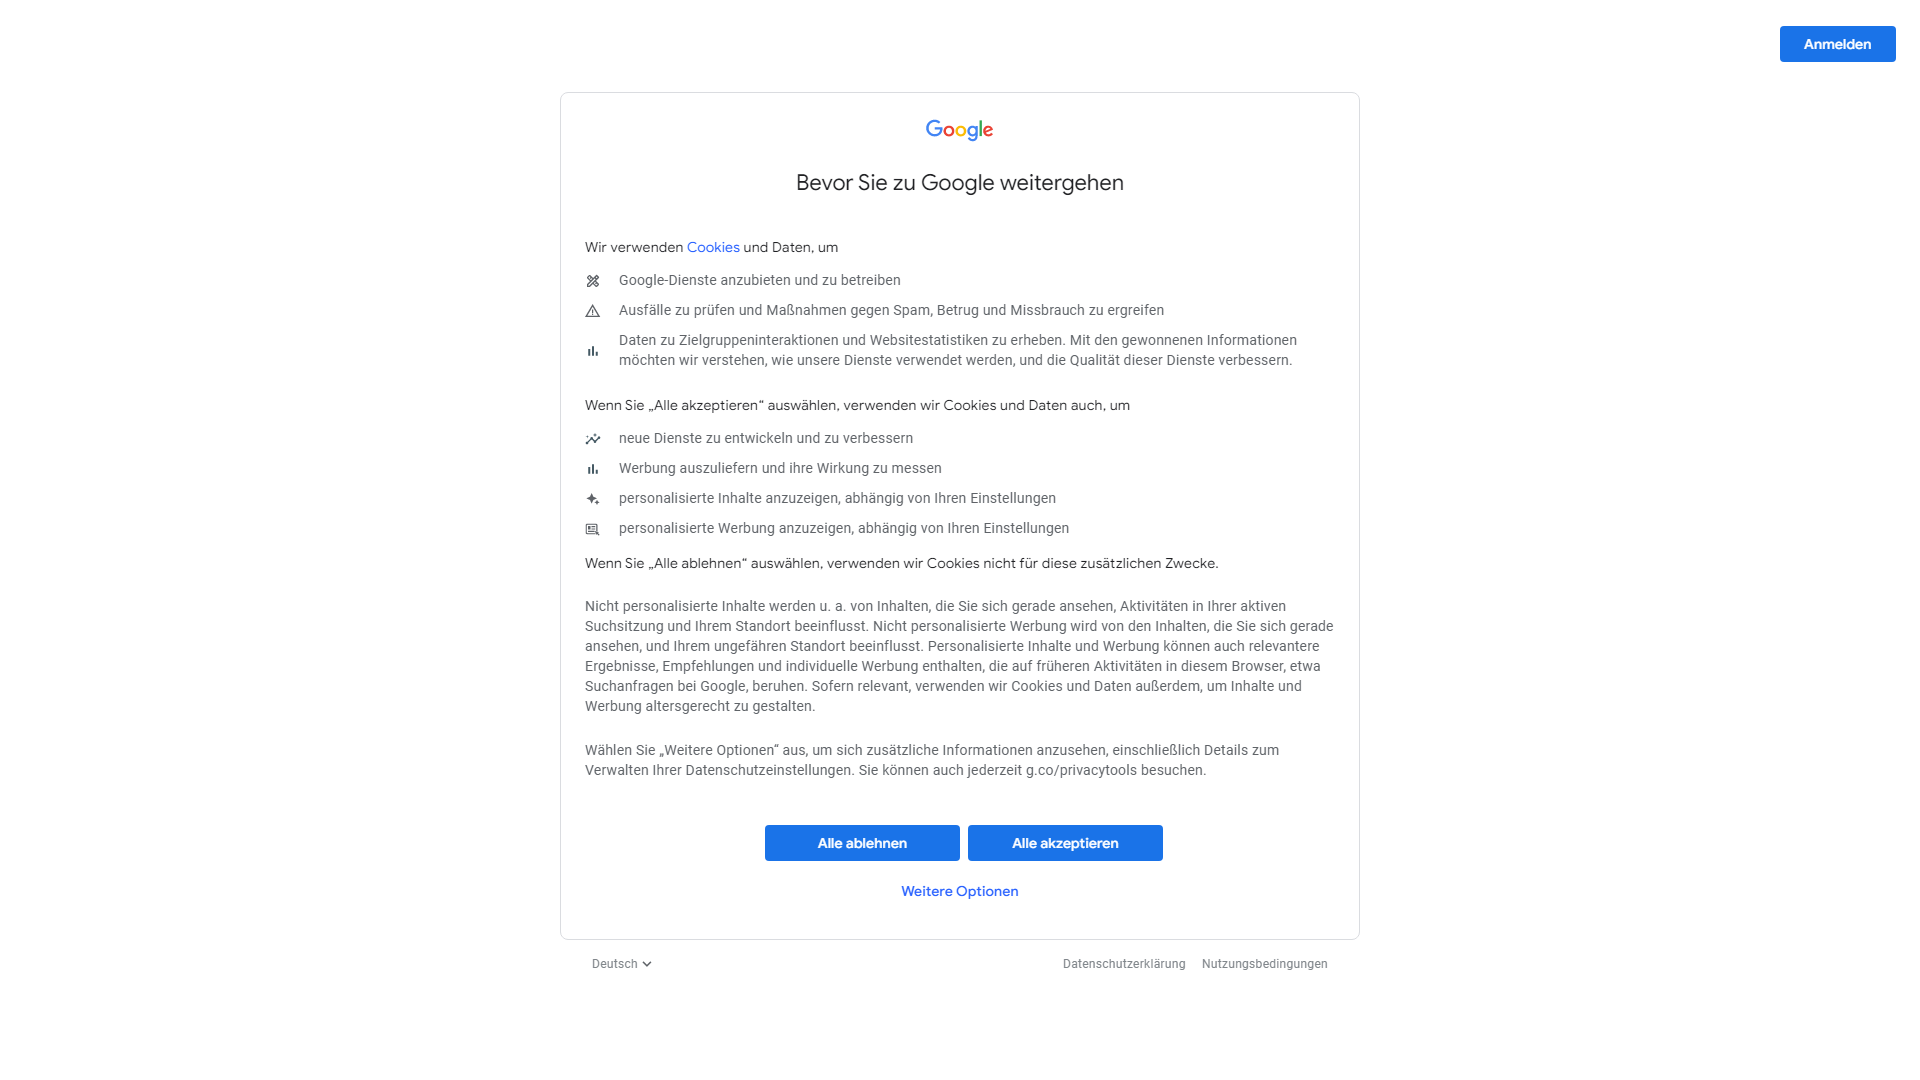 Anmelden
Google
Bevor Sie zu Google weitergehen
Wir verwenden Cookies und Daten, um
Google-Dienste anzubieten und zu betreiben
Ausfälle zu prüfen und Maßnahmen gegen Spam, Betrug und Missbrauch zu ergreifen
Daten zu Zielgruppeninteraktionen und Websitestatistiken zu erheben. Mit den gewonnenen Informationen
möchten wir verstehen, wie unsere Dienste verwendet werden, und die Qualität dieser Dienste verbessern.
Wenn Sie „Alle akzeptieren“ auswählen, verwenden wir Cookies und Daten auch, um
neue Dienste zu entwickeln und zu verbessern
Werbung auszuliefern und ihre Wirkung zu messen
personalisierte Inhalte anzuzeigen, abhängig von Ihren Einstellungen
personalisierte Werbung anzuzeigen, abhängig von Ihren Einstellungen
Wenn Sie „Alle ablehnen“ auswählen, verwenden wir Cookies nicht für diese zusätzlichen Zwecke.
Nicht personalisierte Inhalte werden u. a. von Inhalten, die Sie sich gerade ansehen, Aktivitäten in Ihrer aktiven
Suchsitzung und Ihrem Standort beeinflusst. Nicht personalisierte Werbung wird von den Inhalten, die Sie sich gerade
ansehen, und Ihrem ungefähren Standort beeinflusst. Personalisierte Inhalte und Werbung können auch relevantere
Ergebnisse, Empfehlungen und individuelle Werbung enthalten, die auf früheren Aktivitäten in diesem Browser, etwa
Suchanfragen bei Google, beruhen. Sofern relevant, verwenden wir Cookies und Daten außerdem, um Inhalte und
Werbung altersgerecht zu gestalten.
Wählen Sie „Weitere Optionen“ aus, um sich zusätzliche Informationen anzusehen, einschließlich Details zum
Verwalten Ihrer Datenschutzeinstellungen. Sie können auch jederzeit g.co/privacytools besuchen.
Alle ablehnen
Alle akzeptieren
Weitere Optionen
Deutsch
Datenschutzerklärung
Nutzungsbedingungen